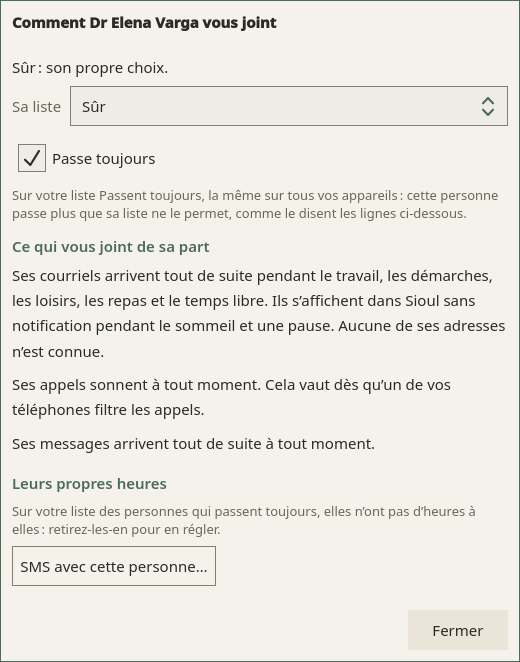 Comment Dr Elena Varga vous joint
Sûr : son propre choix.
Sa liste
Sûr
Passe toujours
Sur votre liste Passent toujours, la même sur tous vos appareils : cette personne
passe plus que sa liste ne le permet, comme le disent les lignes ci-dessous.
Ce qui vous joint de sa part
Ses courriels arrivent tout de suite pendant le travail, les démarches,
les loisirs, les repas et le temps libre. Ils s’affichent dans Sioul sans
notification pendant le sommeil et une pause. Aucune de ses adresses
n’est connue.
Ses appels sonnent à tout moment. Cela vaut dès qu’un de vos
téléphones filtre les appels.
Ses messages arrivent tout de suite à tout moment.
Leurs propres heures
Sur votre liste des personnes qui passent toujours, elles n’ont pas d’heures à
elles : retirez-les-en pour en régler.
SMS avec cette personne…
Fermer